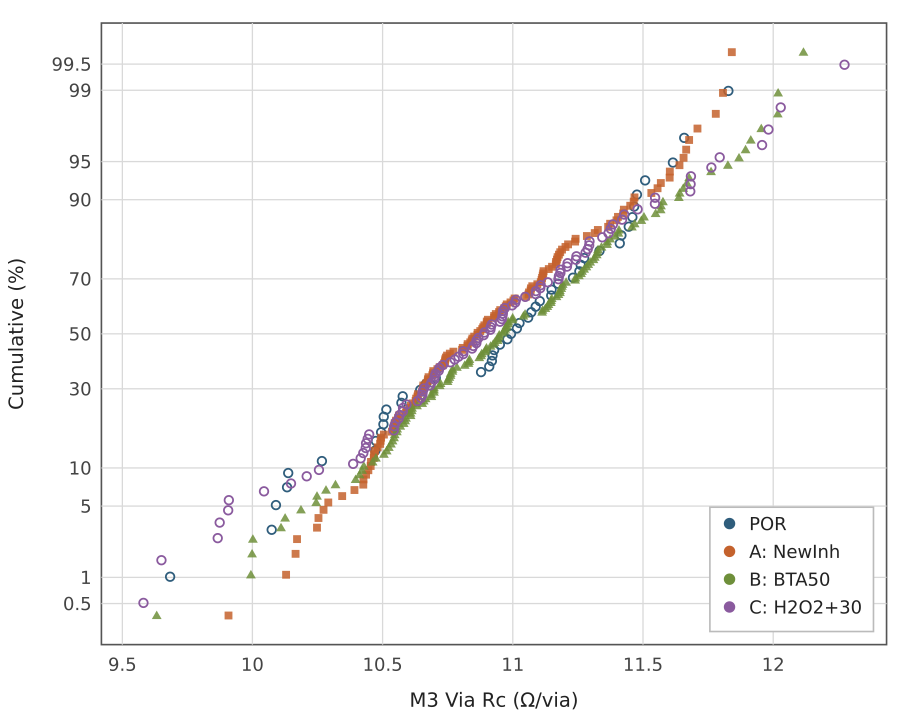 Cumulative (%)
99.5
99
95
90
70
50
30
10
5
1
0.5
POR
A: NewInh
B: BTA50
C: H2O2+30
9.5 10 10.5 11 11.5 12
M3 Via Rc (Ω/via)